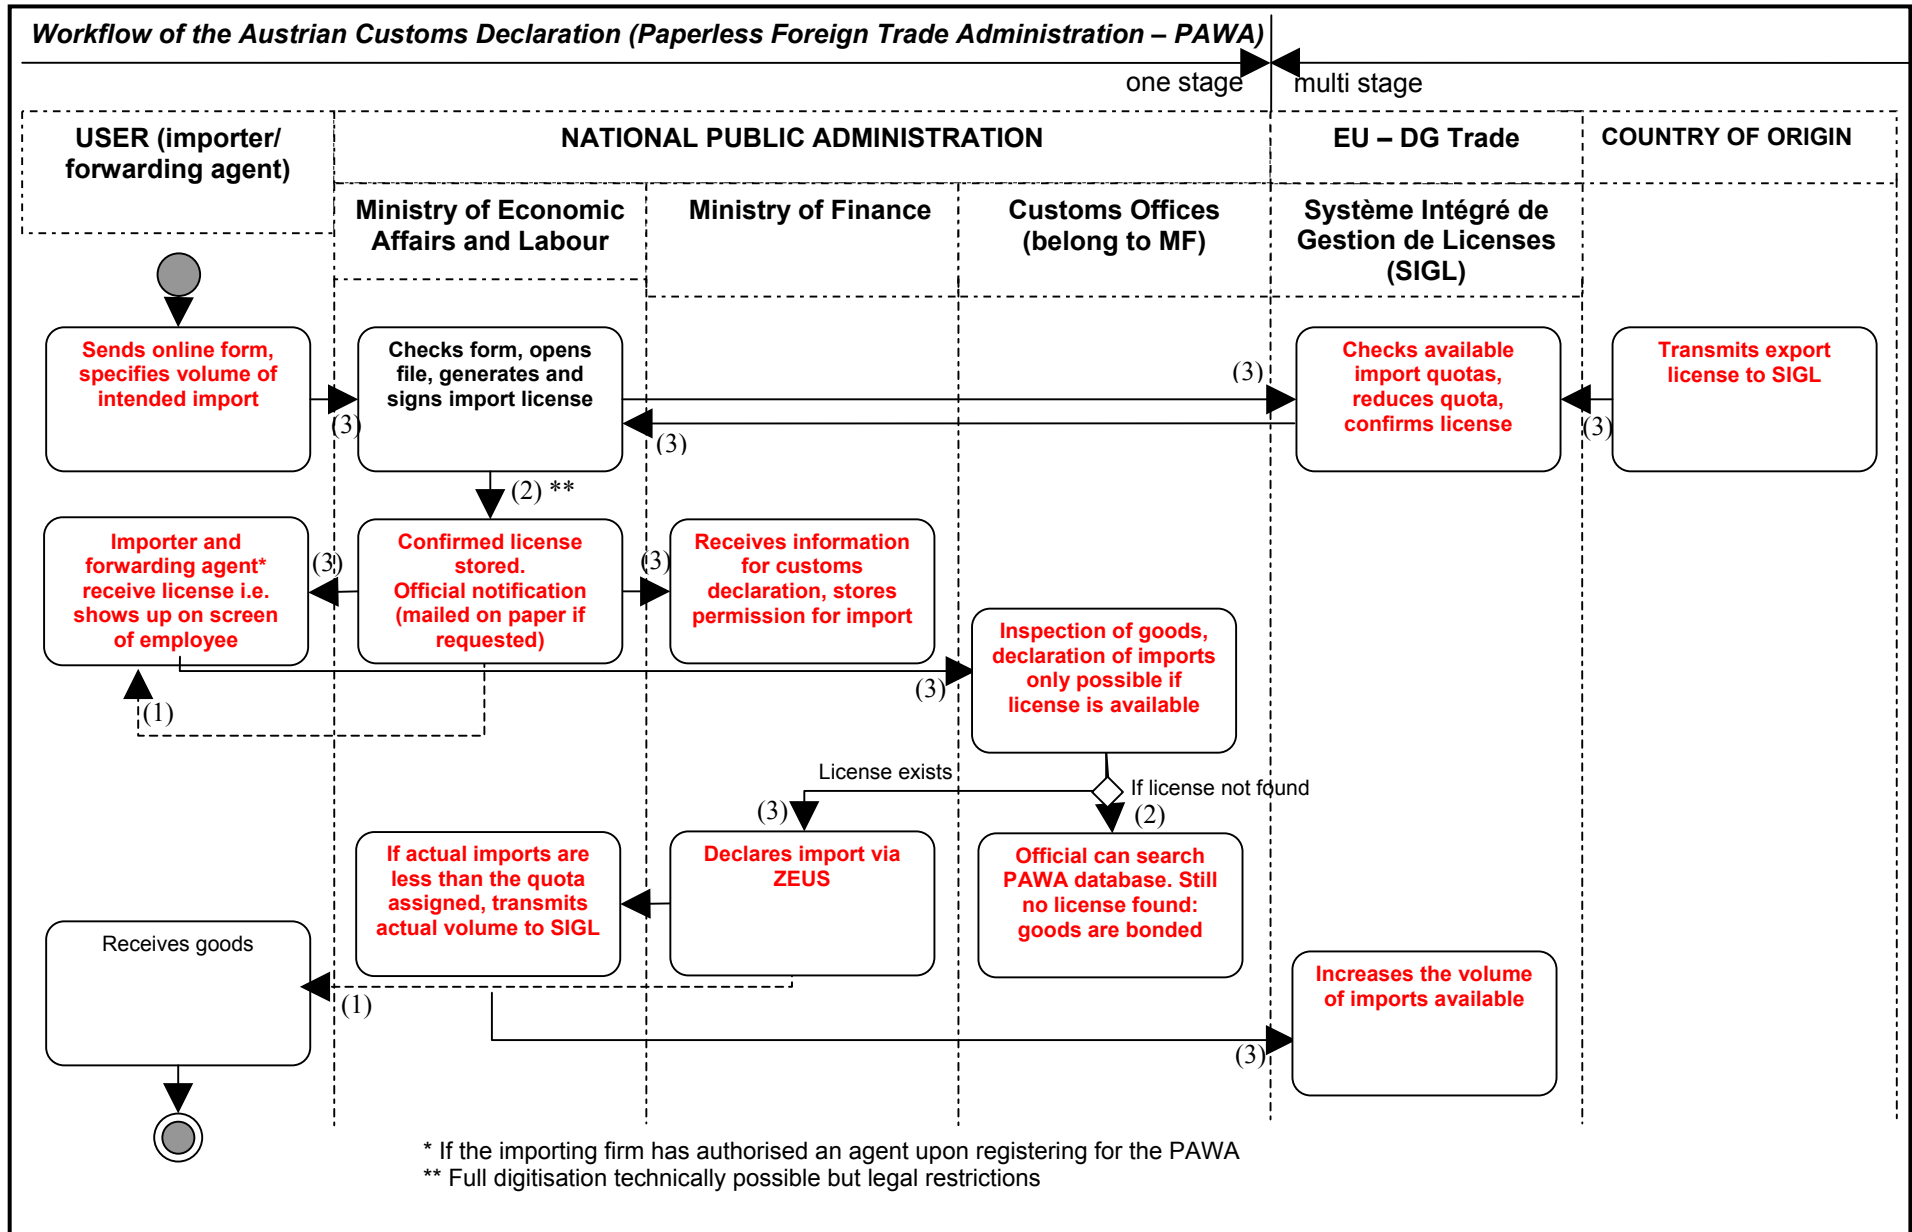 Workflow of the Austrian Customs Declaration (Paperless Foreign Trade Administration – PAWA)
one stage
multi stage
USER (importer/
forwarding agent)
NATIONAL PUBLIC ADMINISTRATION
EU – DG Trade
COUNTRY OF ORIGIN
Ministry of Economic
Affairs and Labour
Ministry of Finance
Customs Offices
(belong to MF)
Système Intégré de
Gestion de Licenses
(SIGL)
Sends online form,
specifies volume of
intended import
(3)
Checks form, opens
file, generates and
signs import license
(3)
(3)
Checks available
import quotas,
reduces quota,
confirms license
(3)
Transmits export
license to SIGL
(2) **
Importer and
forwarding agent*
receive license i.e.
shows up on screen
of employee
(3)
Confirmed license
stored.
Official notification
(mailed on paper if
requested)
(3)
Receives information
for customs
declaration, stores
permission for import
(1)
(3)
Inspection of goods,
declaration of imports
only possible if
license is available
License exists
If license not found
(3)
(2)
If actual imports are
less than the quota
assigned, transmits
actual volume to SIGL
Declares import via
ZEUS
Official can search
PAWA database. Still
no license found:
goods are bonded
Receives goods
(1)
(3)
Increases the volume
of imports available
* If the importing firm has authorised an agent upon registering for the PAWA
** Full digitisation technically possible but legal restrictions